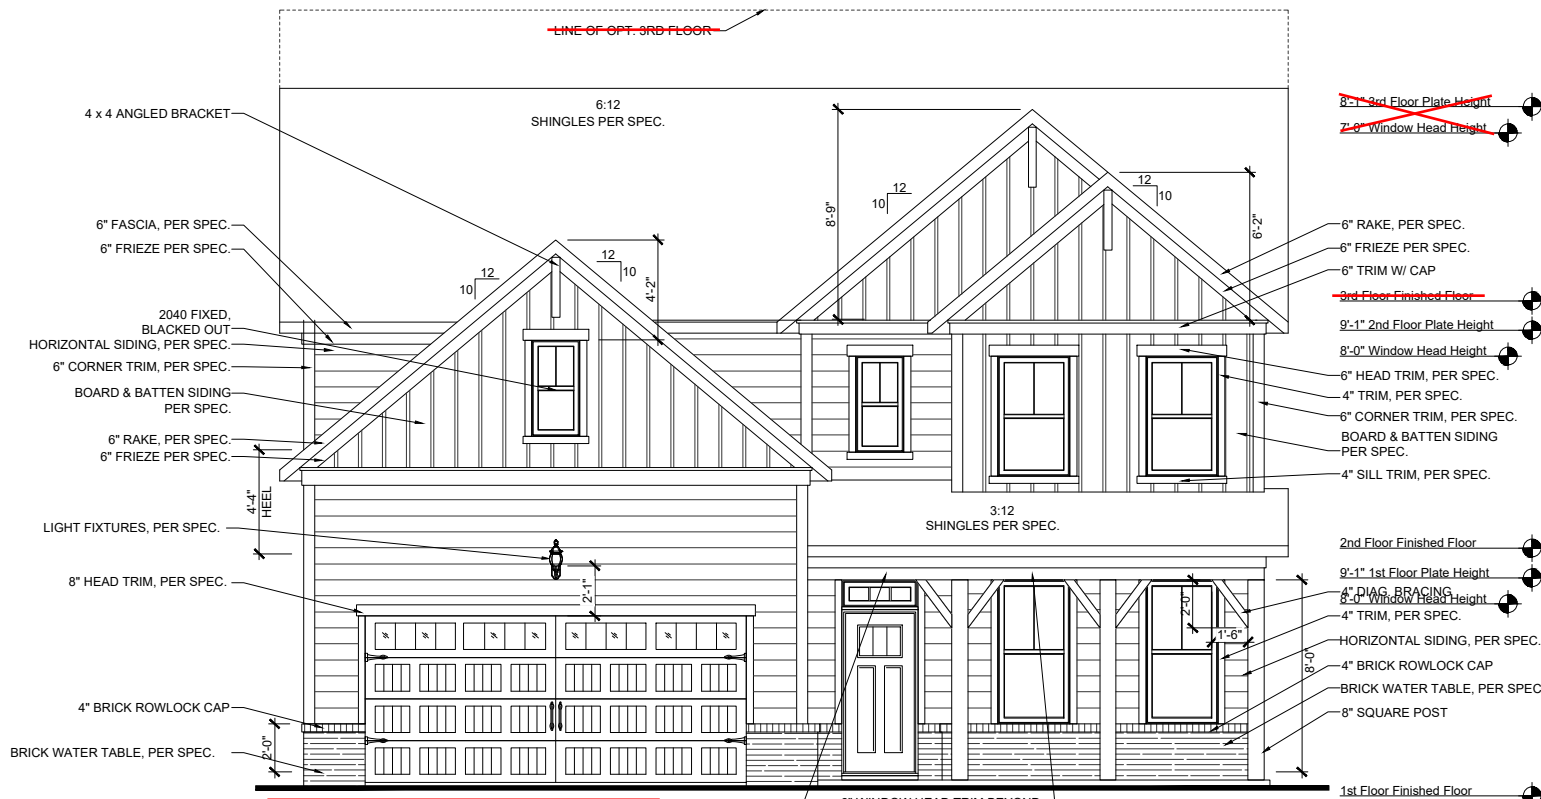 LINE OF OPT. 3RD FLOOR
6:12
SHINGLES PER SPEC.
4 x 4 ANGLED BRACKET
6" FASCIA, PER SPEC.
6" FRIEZE PER SPEC.
2040 FIXED,
BLACKED OUT
HORIZONTAL SIDING, PER SPEC.
6" CORNER TRIM, PER SPEC.
BOARD & BATTEN SIDING
PER SPEC.
6" RAKE, PER SPEC.
6" FRIEZE PER SPEC.
4'-4"
HEEL
LIGHT FIXTURES, PER SPEC.
8" HEAD TRIM, PER SPEC.
4" BRICK ROWLOCK CAP
2'-0"
BRICK WATER TABLE, PER SPEC.
12
10
12
10
4'-2"
8'-9"
12
10
12
10
6'-2"
3:12
SHINGLES PER SPEC.
2'-1"
2'-0"
1'-6"
8'-0"
8'-1" 3rd Floor Plate Height
7'-0" Window Head Height
6" RAKE, PER SPEC.
6" FRIEZE PER SPEC.
6" TRIM W/ CAP
3rd Floor Finished Floor
9'-1" 2nd Floor Plate Height
8'-0" Window Head Height
6" HEAD TRIM, PER SPEC.
4" TRIM, PER SPEC.
6" CORNER TRIM, PER SPEC.
BOARD & BATTEN SIDING
PER SPEC.
4" SILL TRIM, PER SPEC.
2nd Floor Finished Floor
9'-1" 1st Floor Plate Height
4" DIAG. BRACING
8'-0" Window Head Height
4" TRIM, PER SPEC.
HORIZONTAL SIDING, PER SPEC.
4" BRICK ROWLOCK CAP
BRICK WATER TABLE, PER SPEC
8" SQUARE POST
1st Floor Finished Floor
WINDOW HEAD TRIM BEYOND